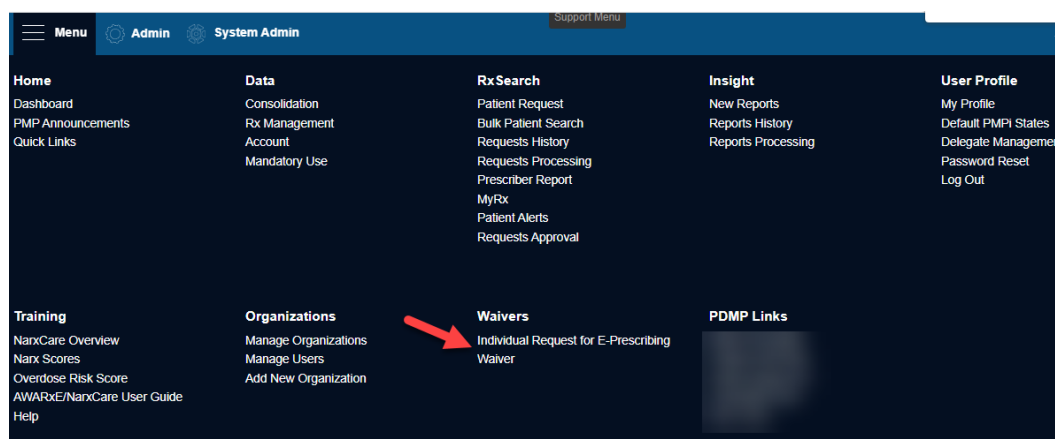 Support Menu
Menu
Admin
System Admin
Home
Dashboard
PMP Announcements
Quick Links
Data
Consolidation
Rx Management
Account
Mandatory Use
RxSearch
Patient Request
Bulk Patient Search
Requests History
Requests Processing
Prescriber Report
MyRx
Patient Alerts
Requests Approval
Insight
New Reports
Reports History
Reports Processing
User Profile
My Profile
Default PMPi States
Delegate Manageme
Password Reset
Log Out
Training
NarxCare Overview
Narx Scores
Overdose Risk Score
AWARxE/NarxCare User Guide
Help
Organizations
Manage Organizations
Manage Users
Add New Organization
Waivers
Individual Request for E-Prescribing
Waiver
PDMP Links